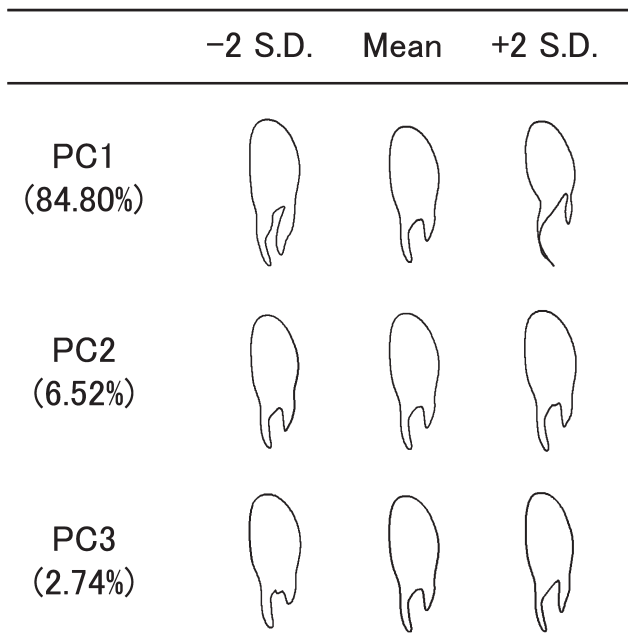 −2 S.D. Mean +2 S.D.
PC1
(84.80%)
PC2
(6.52%)
PC3
(2.74%)